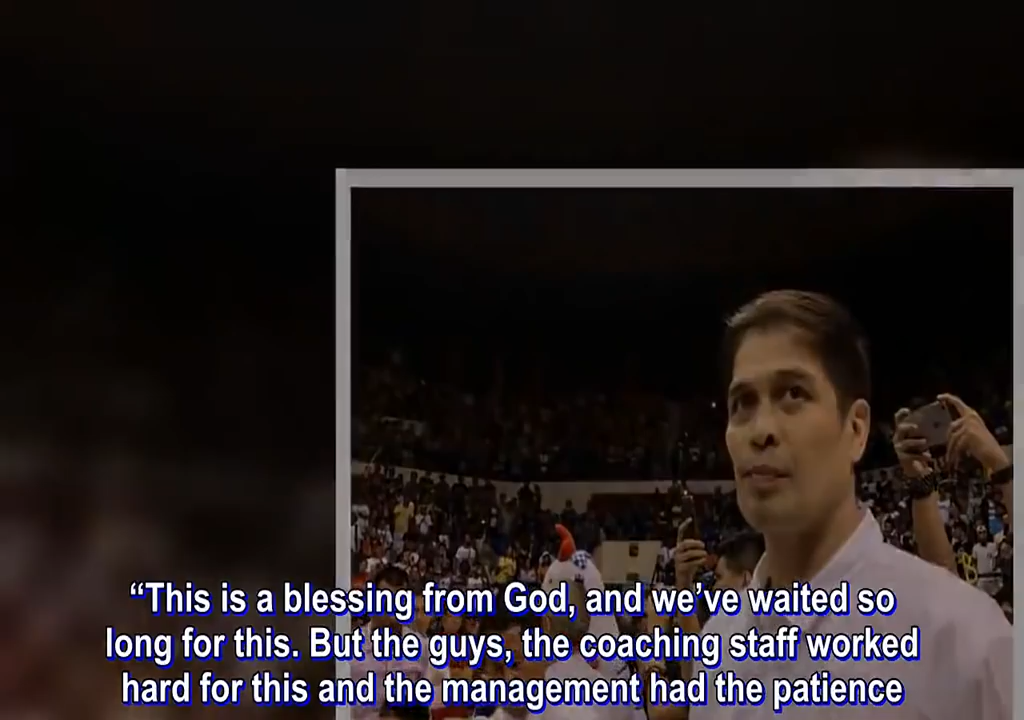 “This is a blessing from God, and we’ve waited so
long for this. But the guys, the coaching staff worked
hard for this and the management had the patience